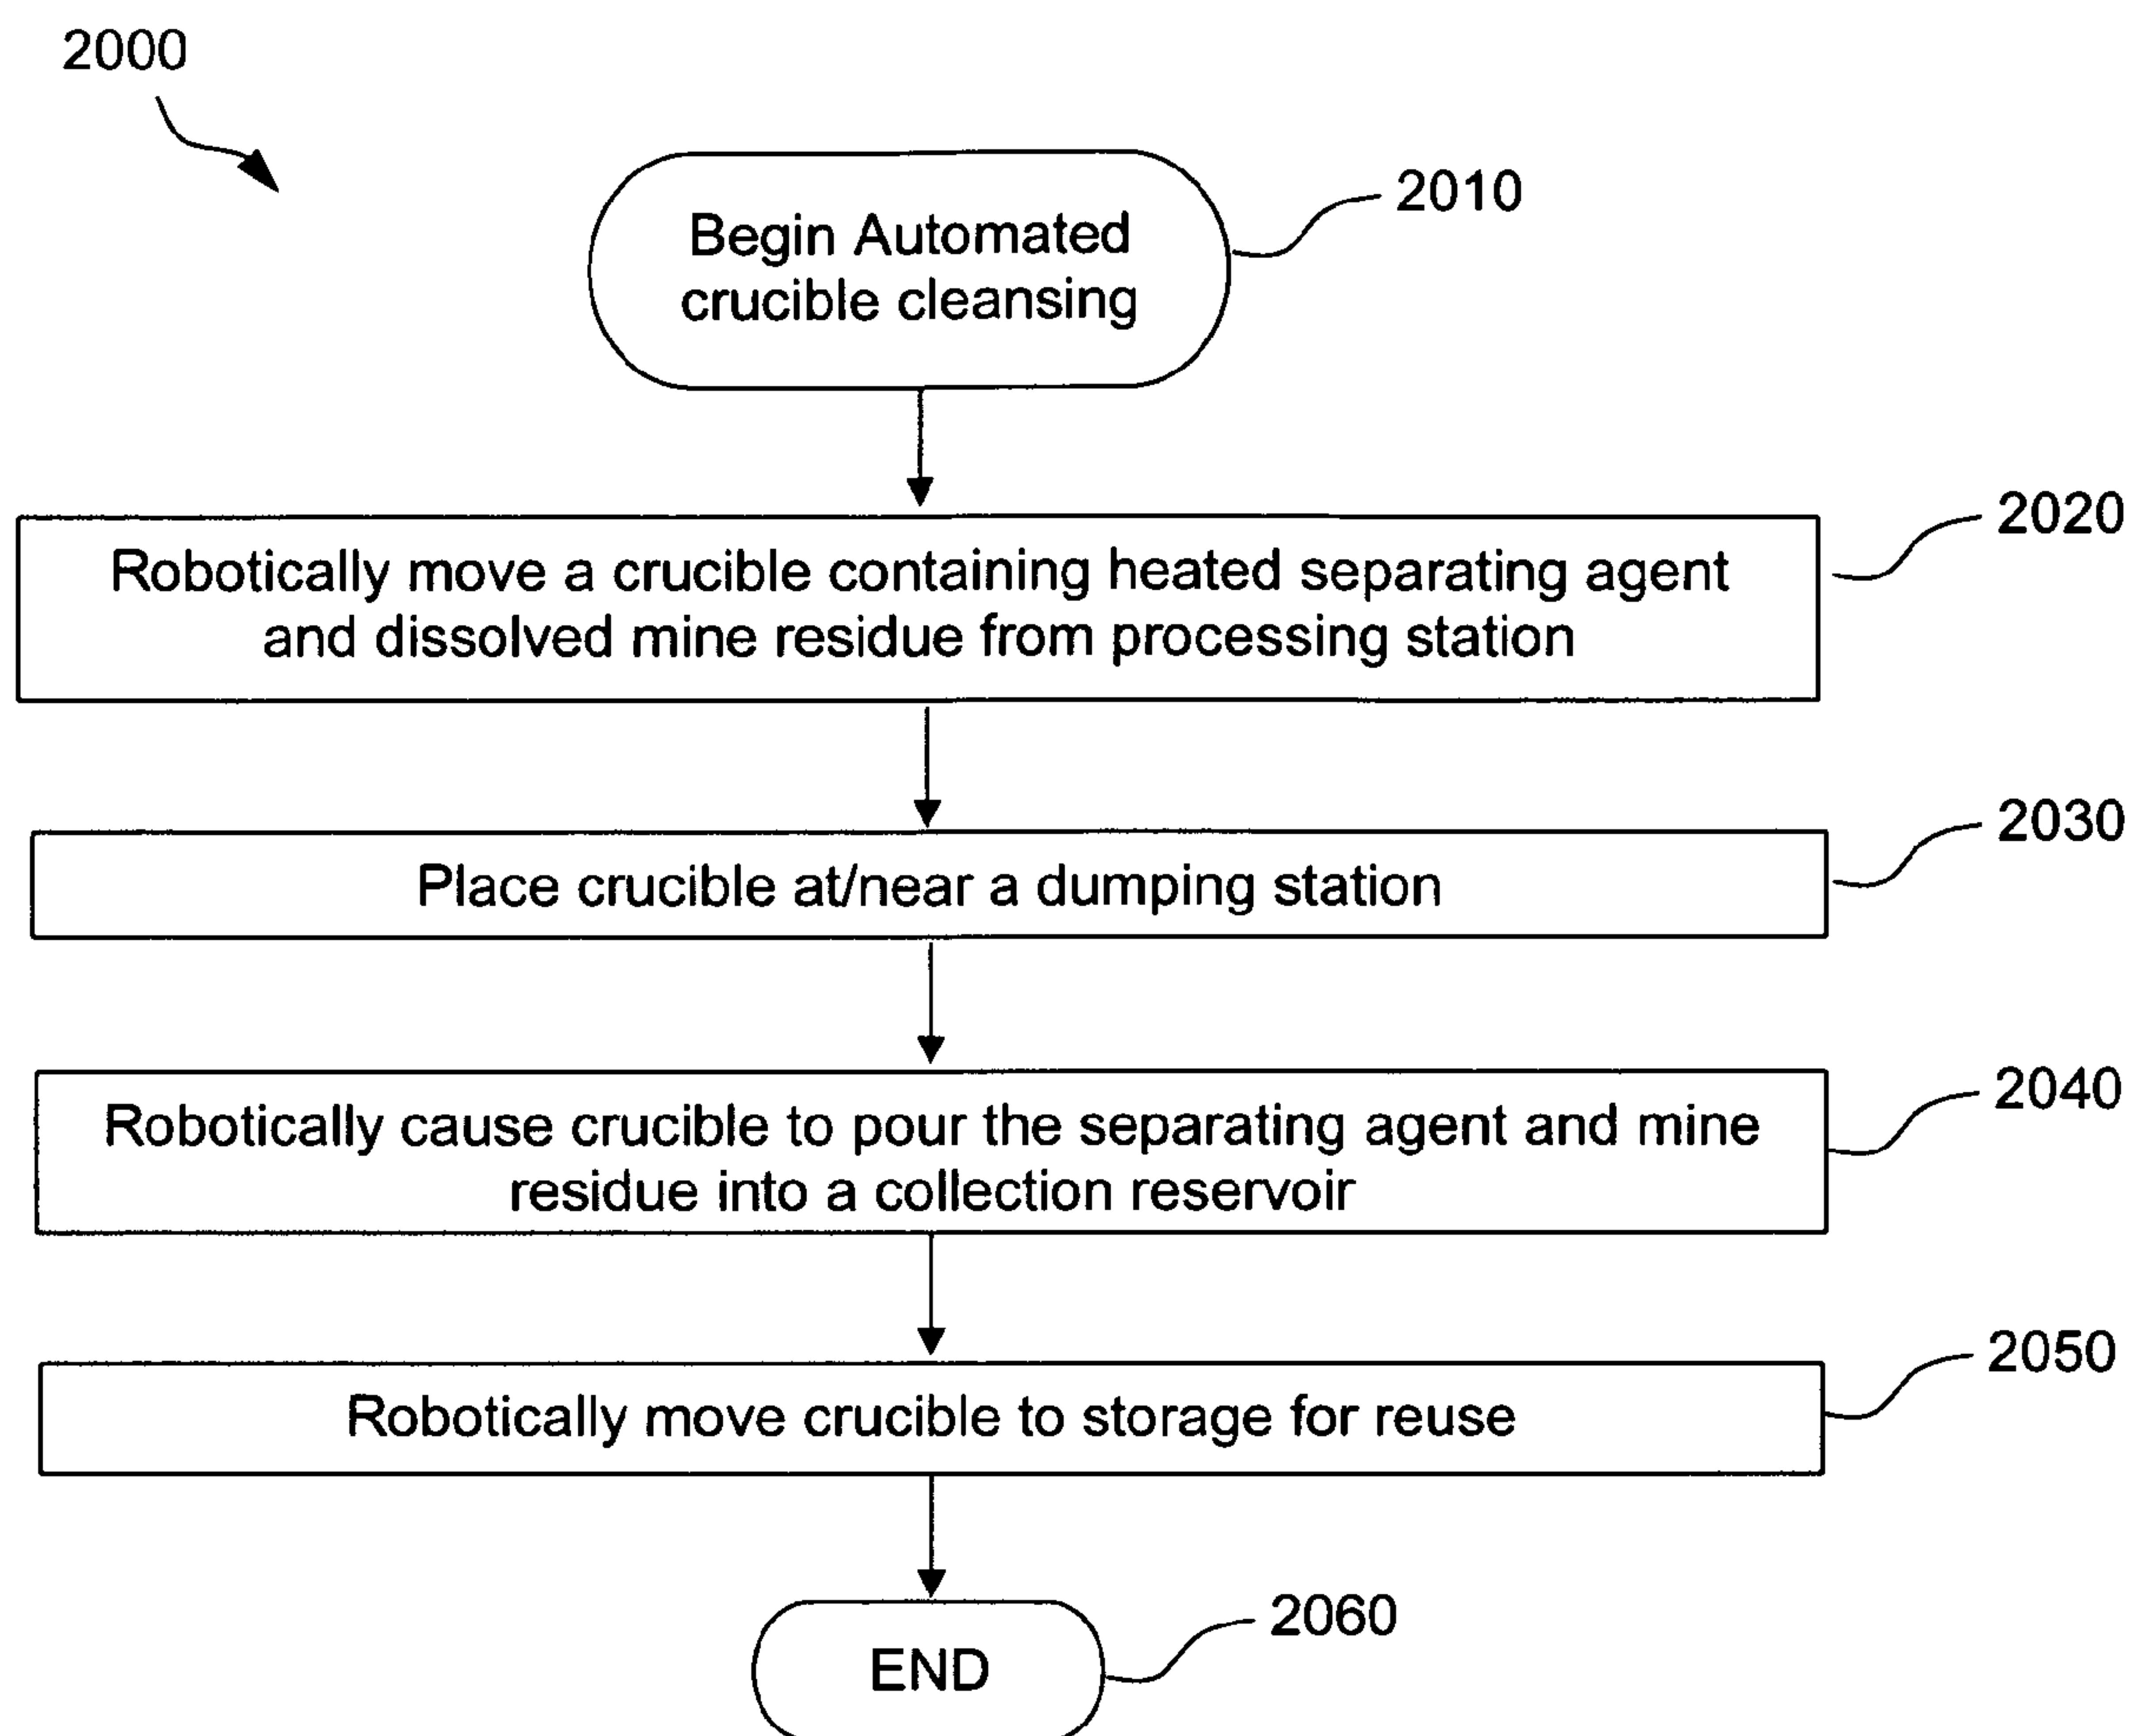 2000
Begin Automated
crucible cleansing
2010
Robotically move a crucible containing heated separating agent
and dissolved mine residue from processing station
2020
Place crucible at/near a dumping station
2030
Robotically cause crucible to pour the separating agent and mine
residue into a collection reservoir
2040
Robotically move crucible to storage for reuse
2050
END
2060